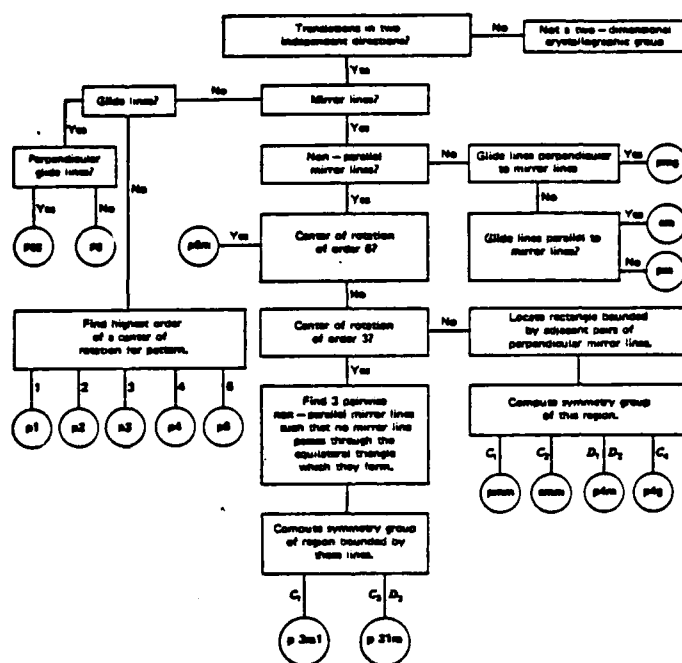 Translations in two
independent directions?
No
Not a two-dimensional
crystallographic group
Yes
Glide lines?
No
Mirror lines?
Yes
Yes
Perpendicular
glide lines?
No
Non-parallel
mirror lines?
No
Glide lines perpendicular
to mirror lines
Yes
pmg
Yes
No
Yes
No
pgg
pg
p6m
Yes
Center of rotation
of order 6?
Glide lines parallel to
mirror lines?
Yes
cm
No
pm
No
Find highest order
of a center of
rotation for pattern.
Center of rotation
of order 3?
No
Locate rectangle bounded
by adjacent pairs of
perpendicular mirror lines.
1
2
3
4
6
Yes
p1
p2
p3
p4
p6
Find 3 pairwise
non-parallel mirror lines
such that no mirror line
passes through the
equilateral triangle
which they form.
Compute symmetry group
of this region.
C1
C2
D1
D2
C4
pmm
cmm
p4m
p4g
Compute symmetry group
of region bounded by
these lines.
C1
C3
D3
p 3m1
p 31m